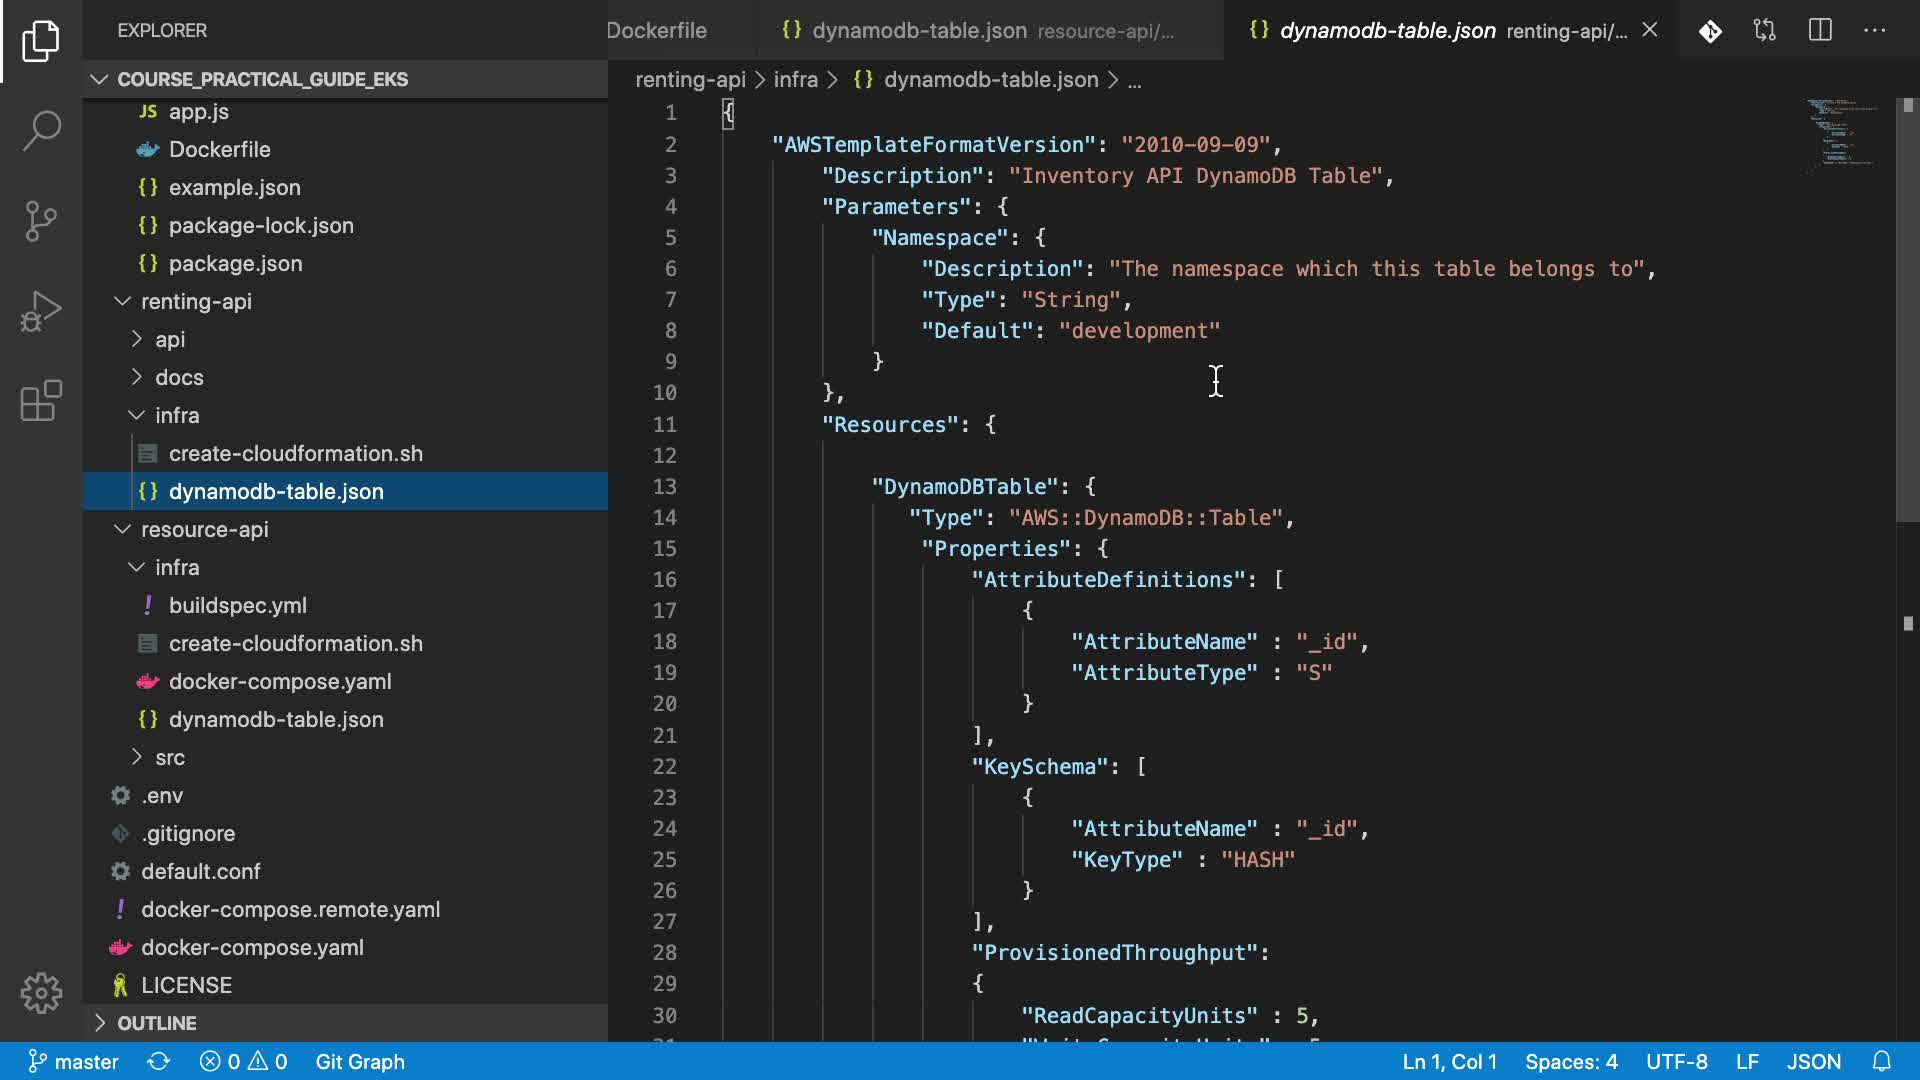 EXPLORER
COURSE_PRACTICAL_GUIDE_EKS
JS app.js
Dockerfile
{} example.json
{} package-lock.json
{} package.json
renting-api
api
docs
infra
create-cloudformation.sh
{} dynamodb-table.json
resource-api
infra
! buildspec.yml
create-cloudformation.sh
docker-compose.yaml
{} dynamodb-table.json
src
.env
.gitignore
default.conf
! docker-compose.remote.yaml
docker-compose.yaml
LICENSE
OUTLINE
Dockerfile {} dynamodb-table.json resource-api/... {} dynamodb-table.json renting-api/...
renting-api > infra > {} dynamodb-table.json > ...
1 {
2 "AWSTemplateFormatVersion": "2010-09-09",
3 "Description": "Inventory API DynamoDB Table",
4 "Parameters": {
5 "Namespace": {
6 "Description": "The namespace which this table belongs to",
7 "Type": "String",
8 "Default": "development"
9 }
10 },
11 "Resources": {
12
13 "DynamoDBTable": {
14 "Type": "AWS::DynamoDB::Table",
15 "Properties": {
16 "AttributeDefinitions": [
17 {
18 "AttributeName" : "_id",
19 "AttributeType" : "S"
20 }
21 ],
22 "KeySchema": [
23 {
24 "AttributeName" : "_id",
25 "KeyType" : "HASH"
26 }
27 ],
28 "ProvisionedThroughput":
29 {
30 "ReadCapacityUnits" : 5,
master 0 0 Git Graph Ln 1, Col 1 Spaces: 4 UTF-8 LF JSON